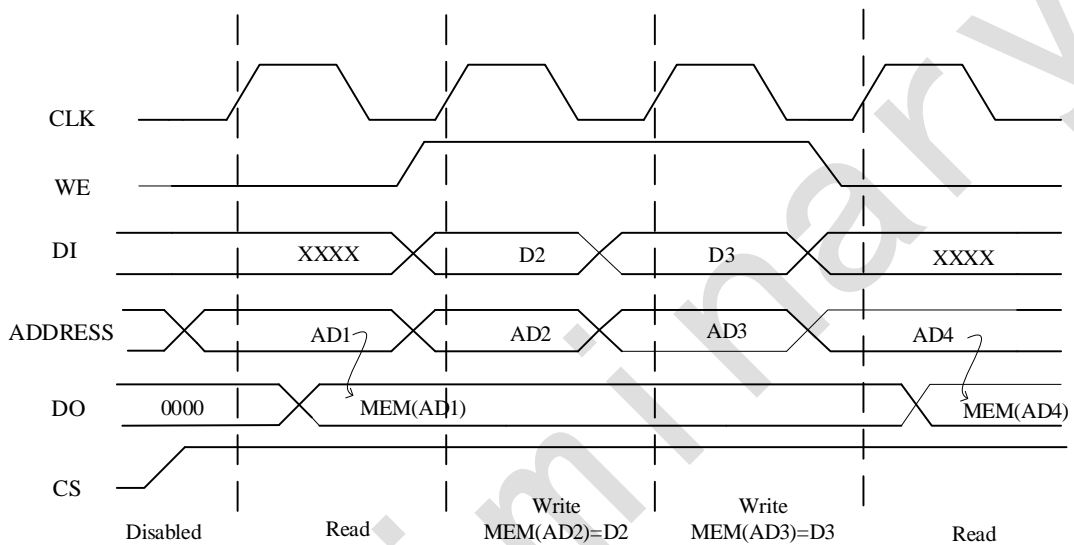 CLK
WE
DI
XXXX
D2
D3
XXXX
ADDRESS
AD1
AD2
AD3
AD4
DO
0000
MEM(AD1)
MEM(AD4)
CS
Disabled
Read
Write
MEM(AD2)=D2
Write
MEM(AD3)=D3
Read
iminary